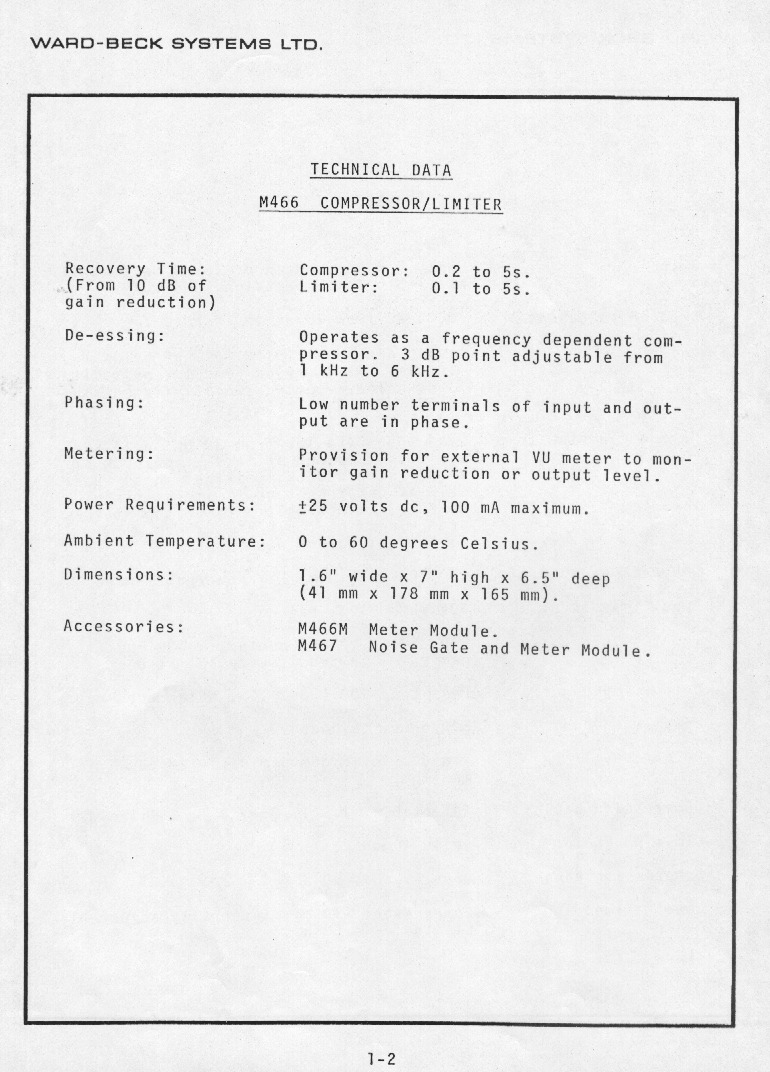 WARD-BECK SYSTEMS LTD.
TECHNICAL DATA
M466 COMPRESSOR/LIMITER
Recovery Time: Compressor: 0.2 to 5s.
(From 10 dB of Limiter: 0.1 to 5s.
gain reduction)
De-essing: Operates as a frequency dependent com-
pressor. 3 dB point adjustable from
1 kHz to 6 kHz.
Phasing: Low number terminals of input and out-
put are in phase.
Metering: Provision for external VU meter to mon-
itor gain reduction or output level.
Power Requirements: ±25 volts dc, 100 mA maximum.
Ambient Temperature: 0 to 60 degrees Celsius.
Dimensions: 1.6" wide x 7" high x 6.5" deep
(41 mm x 178 mm x 165 mm).
Accessories: M466M Meter Module.
M467 Noise Gate and Meter Module.
1-2